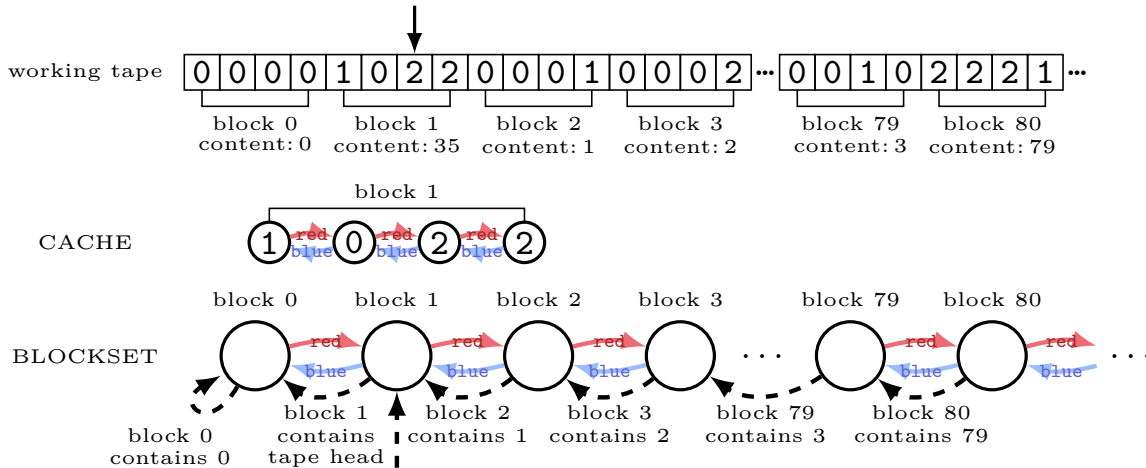 working tape 0 0 0 0 1 0 2 2 0 0 0 1 0 0 0 2 ··· 0 0 1 0 2 2 2 1 ···
block 0 block 1 block 2 block 3 block 79 block 80
content: 0 content: 35 content: 1 content: 2 content: 3 content: 79
block 1
CACHE 1 red 0 red 2 red 2
blue blue blue
block 0 block 1 block 2 block 3 block 79 block 80
red red red red red
BLOCKSET ··· ···
blue blue blue blue blue
block 1 block 2 block 3 block 79 block 80
block 0 contains contains 1 contains 2 contains 3 contains 79
contains 0 tape head